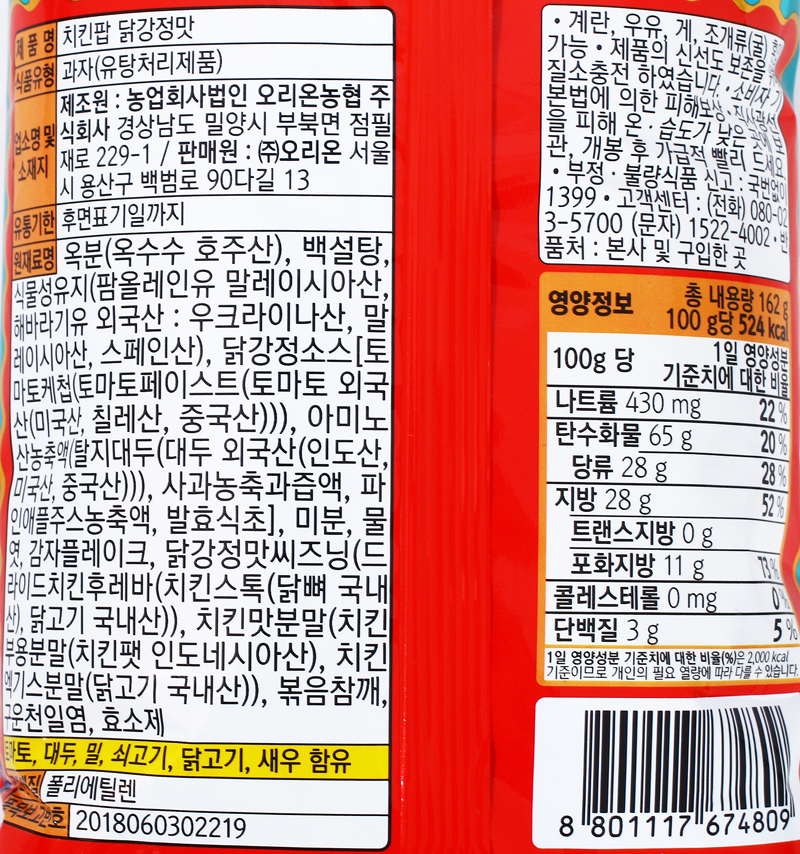 제품명 치킨팝 닭강정맛
식품유형 과자(유탕처리제품)
업소명 및 소재지 제조원 : 농업회사법인 오리온농협 주
식회사 경상남도 밀양시 부북면 점필
재로 229-1 / 판매원 : ㈜오리온 서울
시 용산구 백범로 90다길 13
유통기한 후면표기일까지
원재료명 옥분(옥수수 호주산), 백설탕,
식물성유지(팜올레인유 말레이시아산,
해바라기유 외국산 : 우크라이나산, 말
레이시아산, 스페인산), 닭강정소스[토
마토케첩(토마토페이스트(토마토 외국
산(미국산, 칠레산, 중국산))), 아미노
산농축액(탈지대두(대두 외국산(인도산,
미국산, 중국산))), 사과농축과즙액, 파
인애플주스농축액, 발효식초], 미분, 물
엿, 감자플레이크, 닭강정맛씨즈닝(드
라이드치킨후레바(치킨스톡(닭뼈 국내
산), 닭고기 국내산)), 치킨맛분말(치킨
부용분말(치킨팻 인도네시아산), 치킨
엑기스분말(닭고기 국내산)), 볶음참깨,
구운천일염, 효소제
토마토, 대두, 밀, 쇠고기, 닭고기, 새우 함유
폴리에틸렌
2018060302219
• 계란, 우유, 게, 조개류(굴)
가능 • 제품의 신선도 보존을
질소충전 하였습니다. • 소비자
본법에 의한 피해보상 • 직사광선
을 피해 온·습도가 낮은 곳에 보
관, 개봉 후 가급적 빨리 드세요
• 부정·불량식품 신고 : 국번없이
1399 • 고객센터 : (전화) 080-02
3-5700 (문자) 1522-4002 • 반
품처 : 본사 및 구입한 곳
영양정보 총 내용량 162 g
100 g당 524 kcal
100g 당 1일 영양성분
기준치에 대한 비율
나트륨 430 mg 22 %
탄수화물 65 g 20 %
당류 28 g 28 %
지방 28 g 52 %
트랜스지방 0 g
포화지방 11 g 73 %
콜레스테롤 0 mg 0 %
단백질 3 g 5 %
1일 영양성분 기준치에 대한 비율(%)은 2,000 kcal
기준이므로 개인의 필요 열량에 따라 다를 수 있습니다.
8 801117 674809